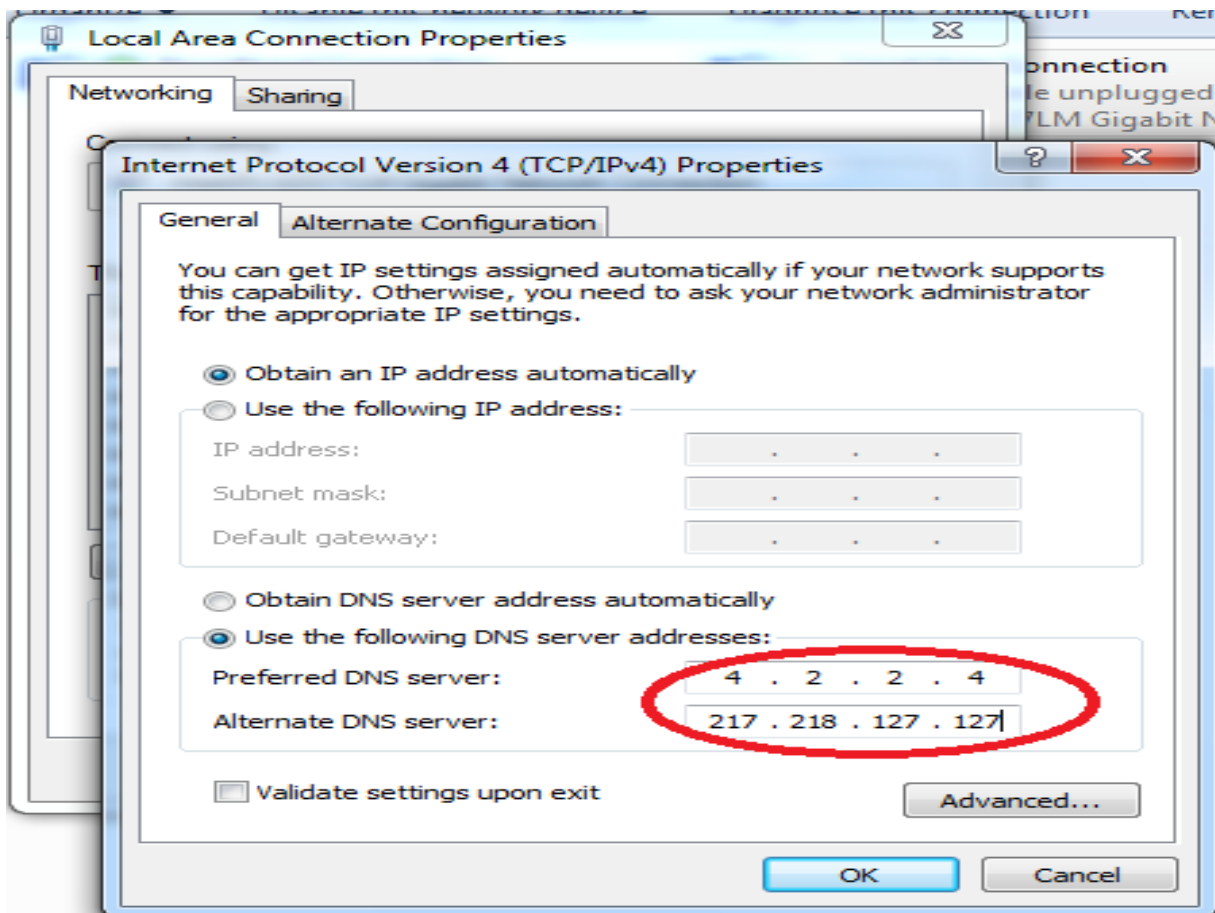 Local Area Connection Properties
onnection
Networking
Sharing
le unplugged
7LM Gigabit N
Internet Protocol Version 4 (TCP/IPv4) Properties
General
Alternate Configuration
You can get IP settings assigned automatically if your network supports
this capability. Otherwise, you need to ask your network administrator
for the appropriate IP settings.
Obtain an IP address automatically
Use the following IP address:
IP address: . . .
Subnet mask: . . .
Default gateway: . . .
Obtain DNS server address automatically
Use the following DNS server addresses:
Preferred DNS server: 4 . 2 . 2 . 4
Alternate DNS server: 217 . 218 . 127 . 127
Validate settings upon exit
Advanced...
OK Cancel